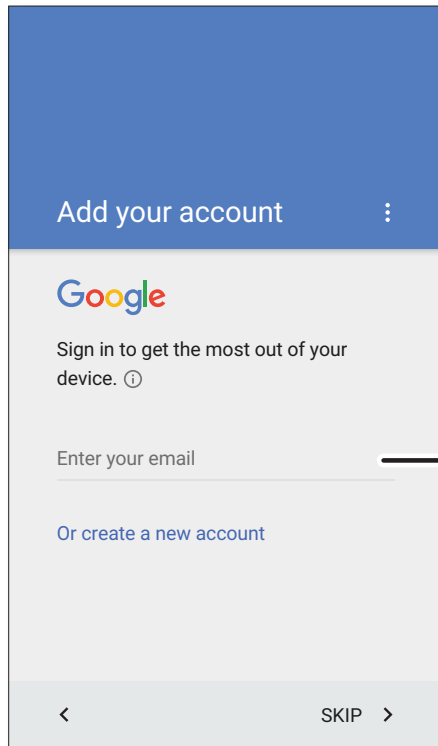 Add your account
Google
Sign in to get the most out of your
device.
Enter your email
Or create a new account
SKIP